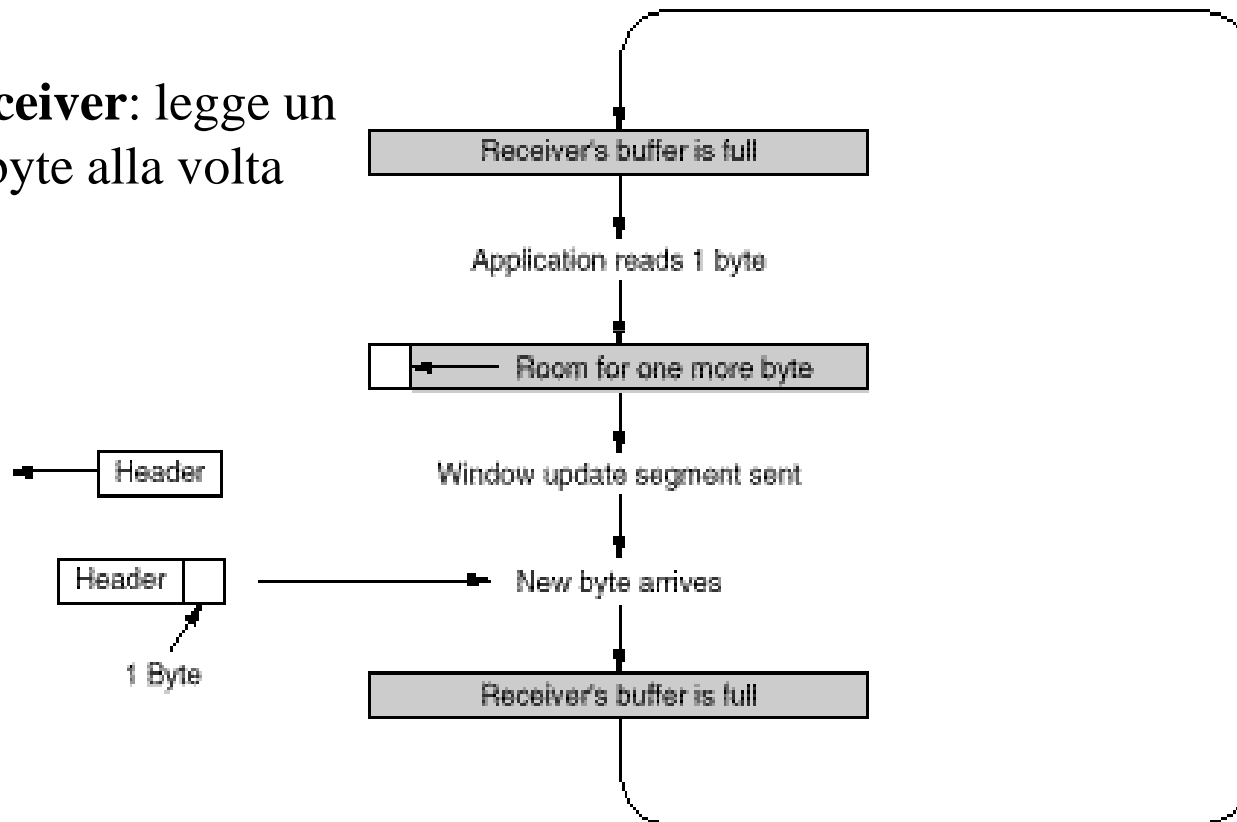 ceiver: legge un
byte alla volta
Receiver's buffer is full
Application reads 1 byte
Room for one more byte
Header
Window update segment sent
Header
New byte arrives
1 Byte
Receiver's buffer is full